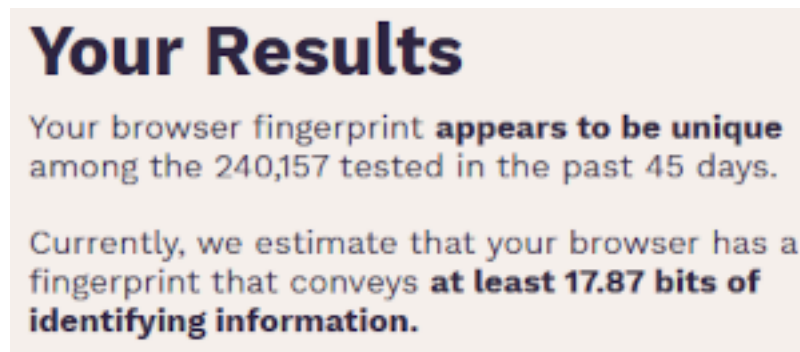 Your Results
Your browser fingerprint appears to be unique
among the 240,157 tested in the past 45 days.
Currently, we estimate that your browser has a
fingerprint that conveys at least 17.87 bits of
identifying information.